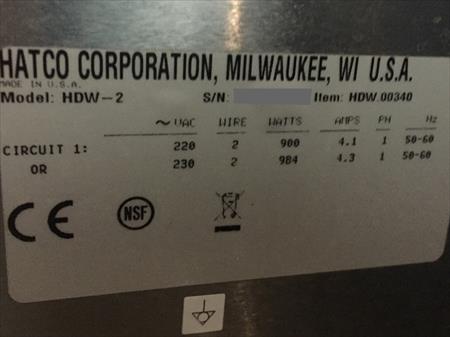 HATCO CORPORATION, MILWAUKEE, WI U.S.A.
MADE IN U.S.A.
Model: HDW-2 S/N: Item: HDW.00340
~VAC WIRE WATTS AMPS PH Hz
CIRCUIT 1: 220 2 900 4.1 1 50-60
OR 230 2 984 4.3 1 50-60
CE NSF